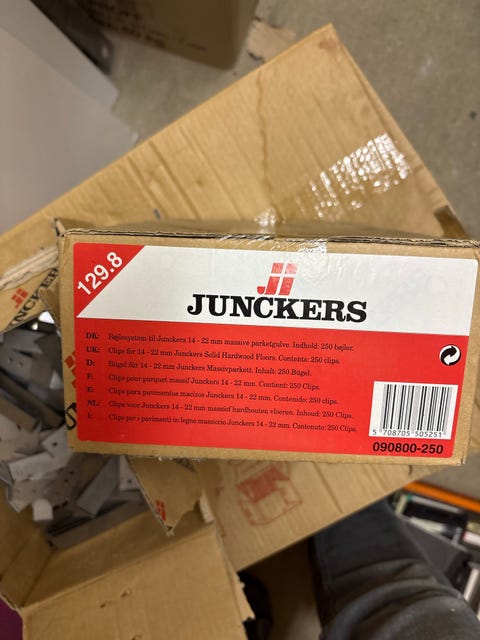 129.8
JUNCKERS
DK: Bøjlesystem til Junckers 14 - 22 mm massive parketgulve. Indhold: 250 bøjler.
UK: Clips for 14 - 22 mm Junckers Solid Hardwood Floors. Contents: 250 clips.
D: Bügel für 14 - 22 mm Junckers Massivparkett. Inhalt: 250 Bügel.
F: Clips pour parquet massif Junckers 14 - 22 mm. Contient: 250 Clips.
E: Clips para pavimentos macizos Junckers 14 - 22 mm. Contenido: 250 Clips.
NL: Clips voor Junckers 14 - 22 mm massief hardhouten vloeren. Inhoud: 250 Clips.
I: Clips per i pavimenti in legno massiccio Junckers 14 - 22 mm. Contenuto: 250 Clips.
5 708705 505251
090800-250
JUNCKER